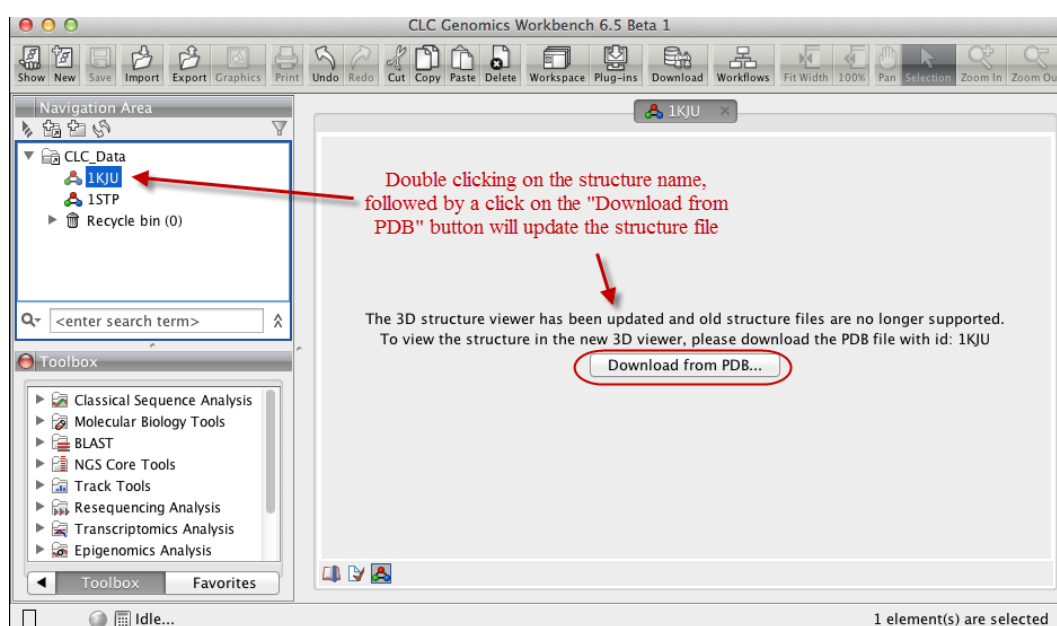 CLC Genomics Workbench 6.5 Beta 1
Show New Save Import Export Graphics Print Undo Redo Cut Copy Paste Delete Workspace Plug-ins Download Workflows Fit Width 100% Pan Selection Zoom In Zoom Ou
Navigation Area
CLC_Data
1KJU
1STP
Recycle bin (0)
<enter search term>
Toolbox
Classical Sequence Analysis
Molecular Biology Tools
BLAST
NGS Core Tools
Track Tools
Resequencing Analysis
Transcriptomics Analysis
Epigenomics Analysis
Toolbox Favorites
1KJU
Double clicking on the structure name,
followed by a click on the "Download from
PDB" button will update the structure file
The 3D structure viewer has been updated and old structure files are no longer supported.
To view the structure in the new 3D viewer, please download the PDB file with id: 1KJU
Download from PDB...
Idle...
1 element(s) are selected